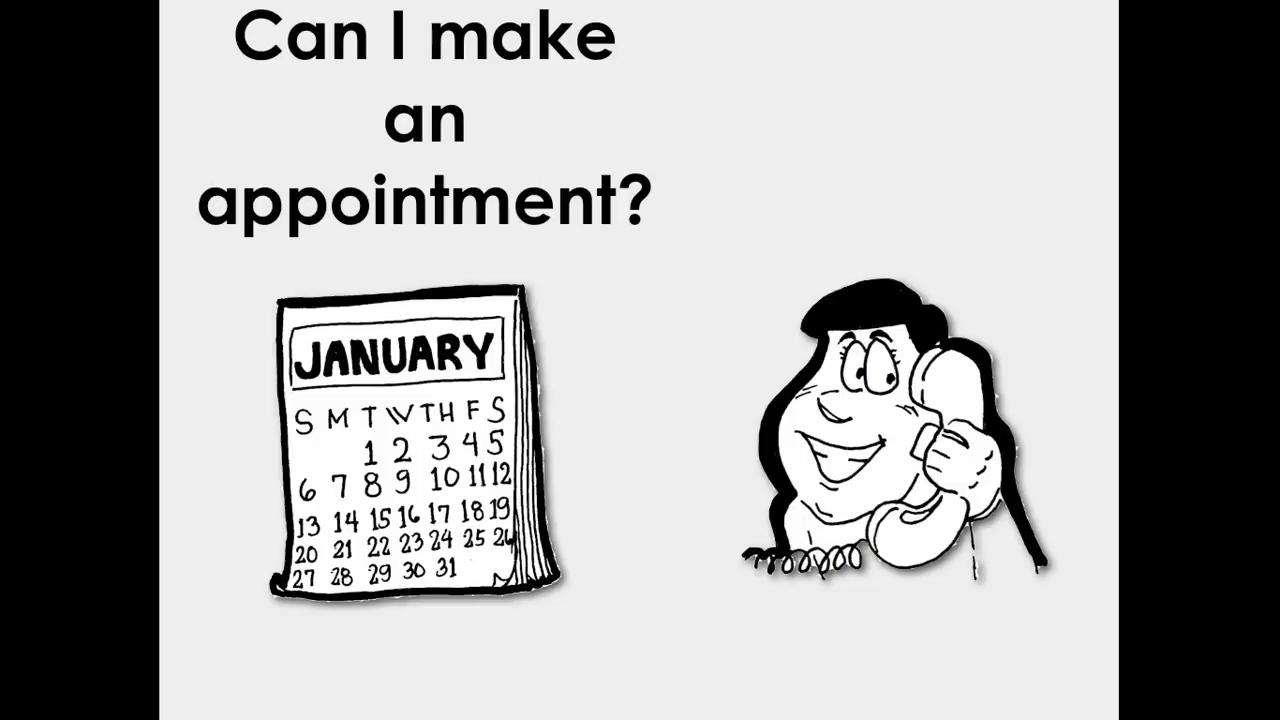 Can I make
an
appointment?
JANUARY
S M T W TH F S
1 2 3 4 5
6 7 8 9 10 11 12
13 14 15 16 17 18 19
20 21 22 23 24 25 26
27 28 29 30 31